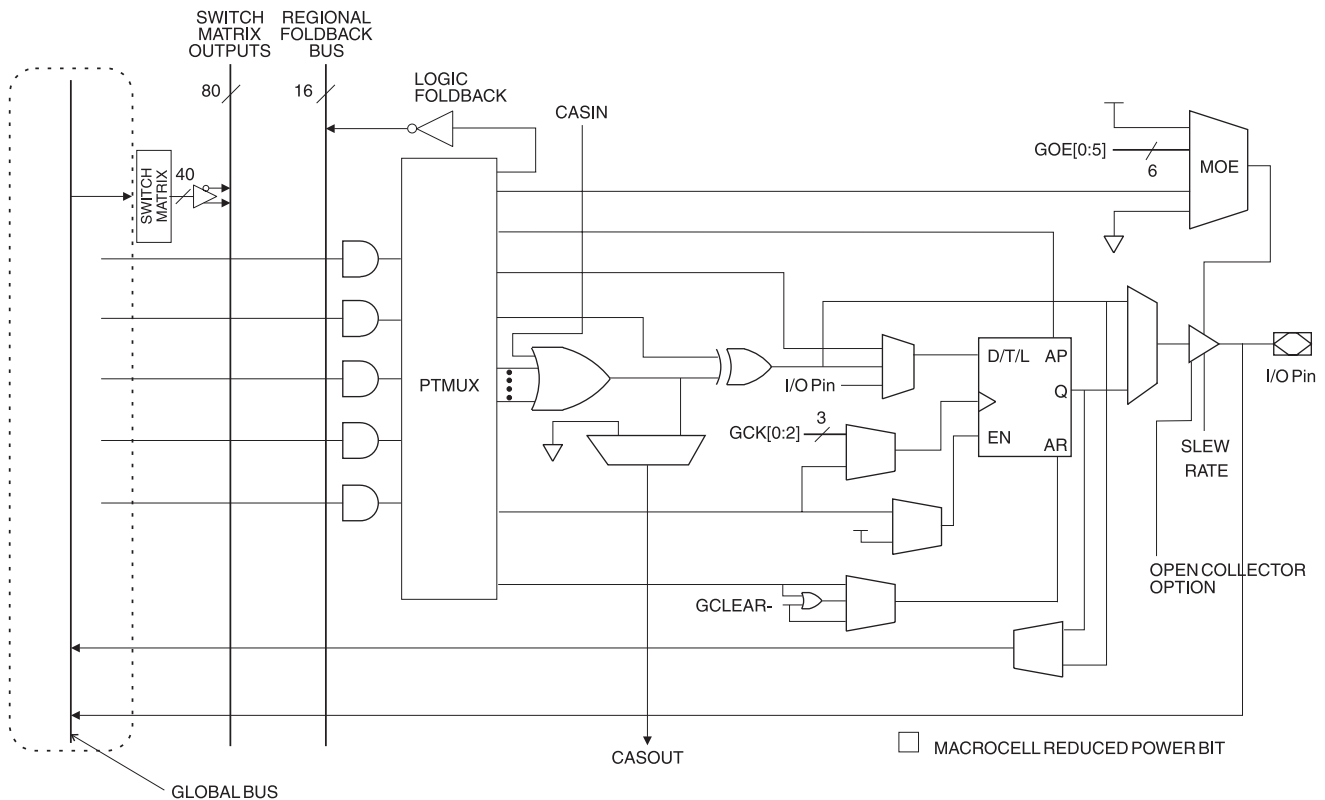 SWITCH
MATRIX
OUTPUTS
REGIONAL
FOLDBACK
BUS
80
16
LOGIC
FOLDBACK
CASIN
GOE[0:5]
6
MOE
SWITCH
MATRIX
40
PTMUX
D/T/L
AP
Q
EN
AR
I/O Pin
I/O Pin
GCK[0:2]
3
SLEW
RATE
OPEN COLLECTOR
OPTION
GCLEAR-
CASOUT
MACROCELL REDUCED POWER BIT
GLOBAL BUS